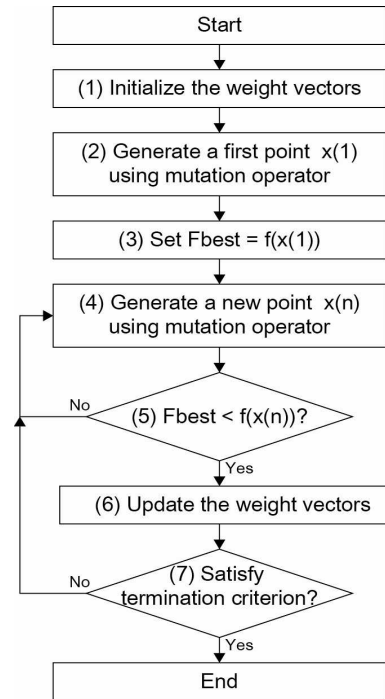 Start
(1) Initialize the weight vectors
(2) Generate a first point x(1)
using mutation operator
(3) Set Fbest = f(x(1))
(4) Generate a new point x(n)
using mutation operator
No
(5) Fbest < f(x(n))?
Yes
(6) Update the weight vectors
No
(7) Satisfy
termination criterion?
Yes
End